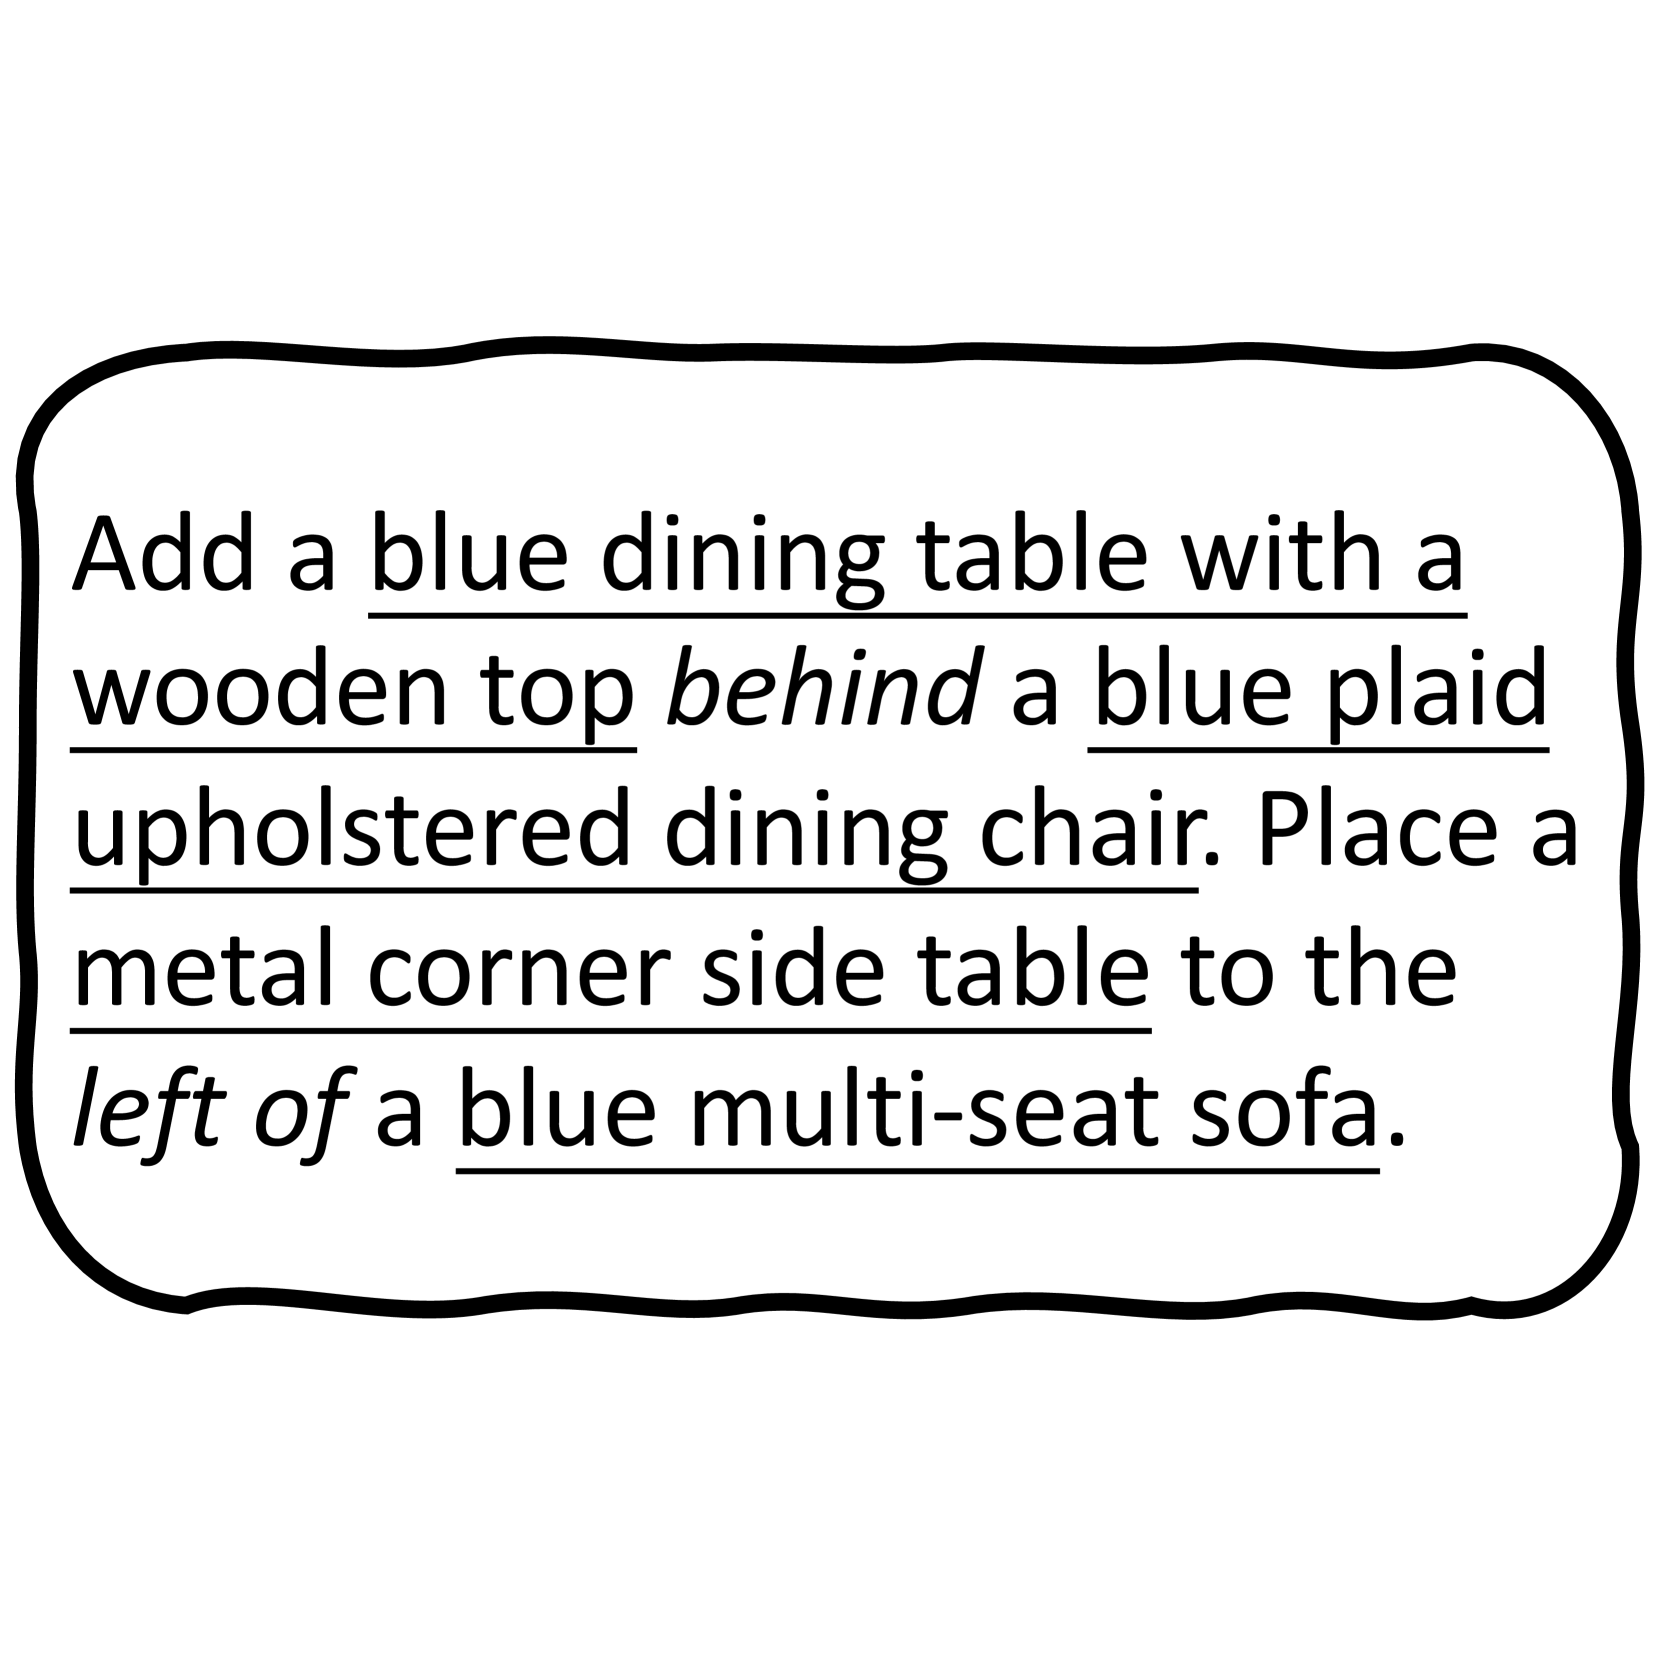 Add a blue dining table with a
wooden top behind a blue plaid
upholstered dining chair. Place a
metal corner side table to the
left of a blue multi-seat sofa.